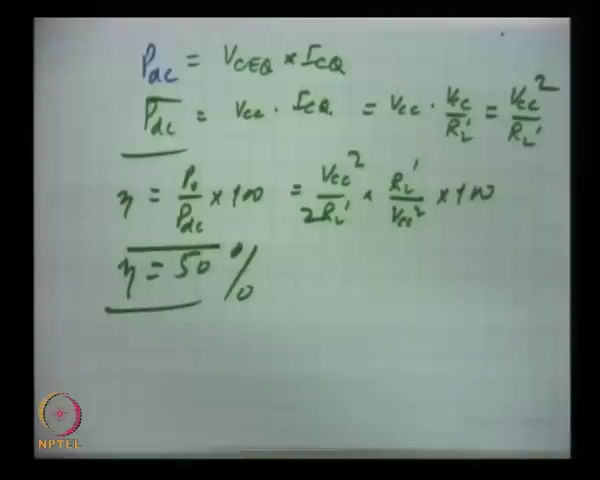 Pac = VCEQ × ICQ
Pdc = Vcc · ICQ = Vcc · Vcc/RL' = Vcc²/RL'
η = Po/Pdc × 100 = Vcc²/2RL' × RL'/Vcc² × 100
η = 50 %
NPTEL